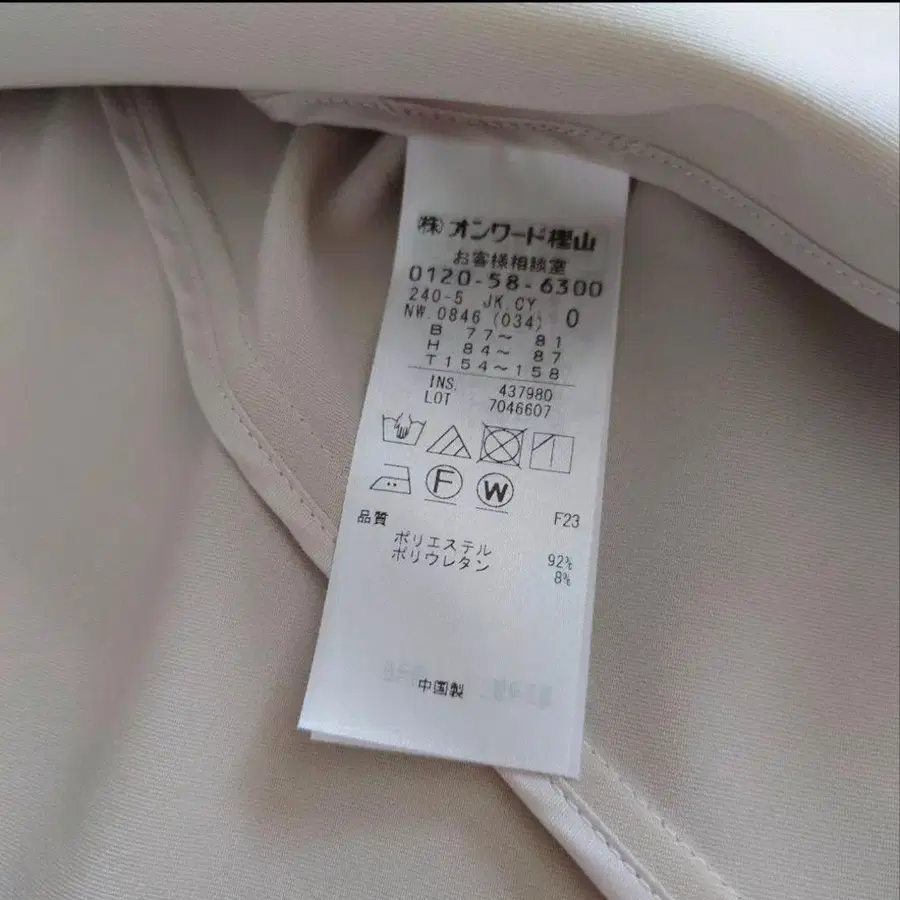 ㈱オンワード樫山
お客様相談室
0120-58-6300
240-5 JK.CY
NW.0846 (034) 0
B 77～ 81
H 84～ 87
T154～158
INS. 437980
LOT 7046607
F W
品質 F23
ポリエステル 92%
ポリウレタン 8%
中国製